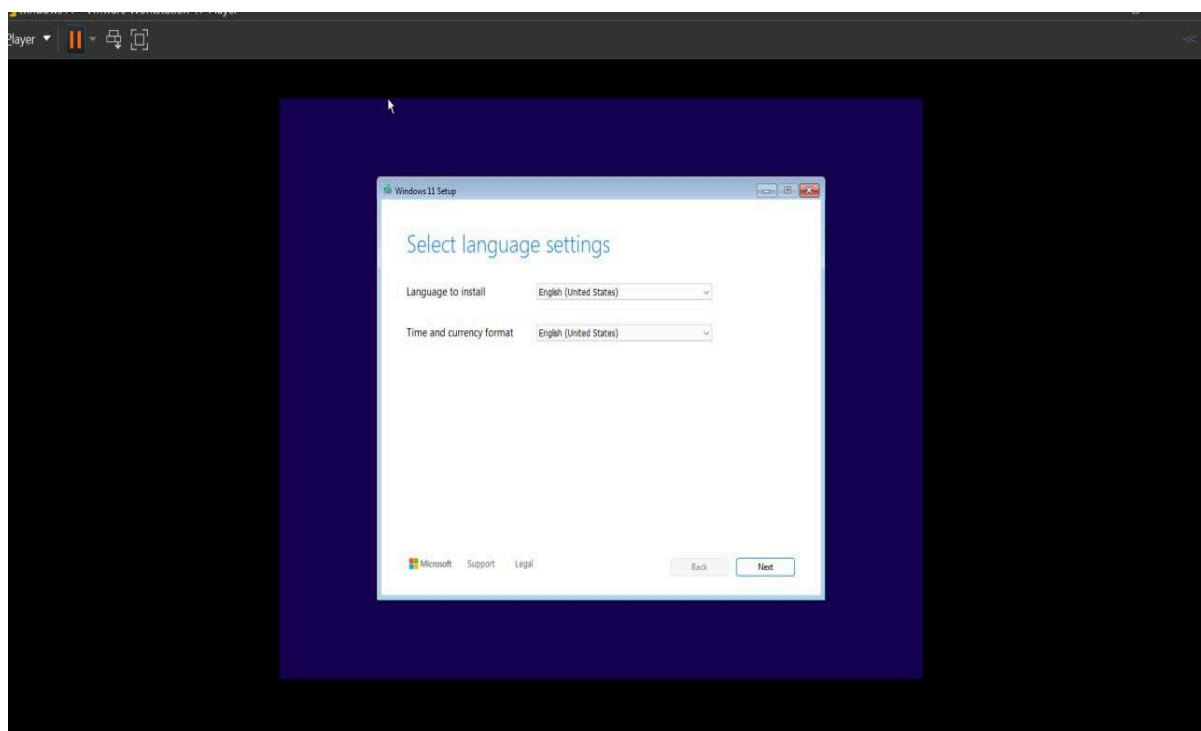 Player
Windows 11 Setup
Select language settings
Language to install English (United States)
Time and currency format English (United States)
Microsoft Support Legal Back Next